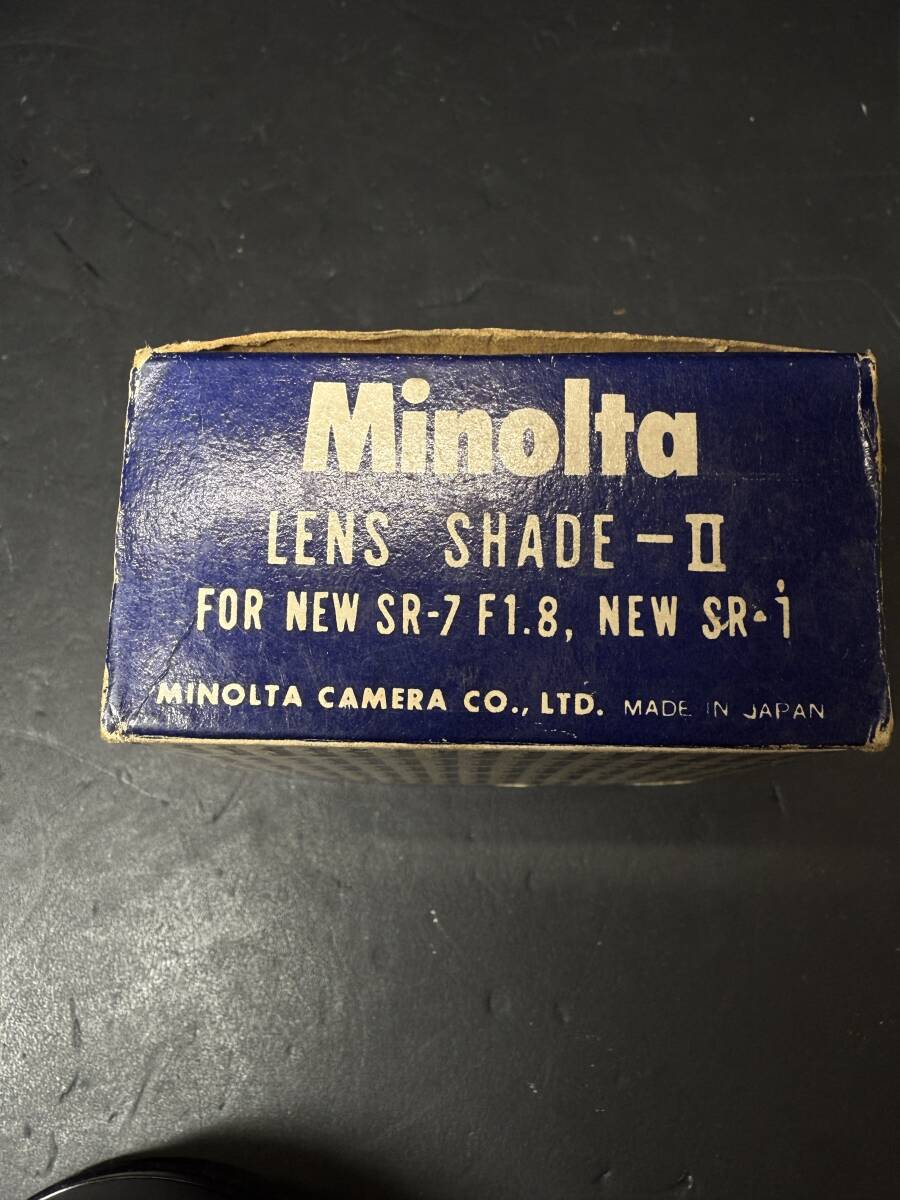 Minolta
LENS SHADE-II
FOR NEW SR-7 F1.8, NEW SR-1
MINOLTA CAMERA CO., LTD. MADE IN JAPAN